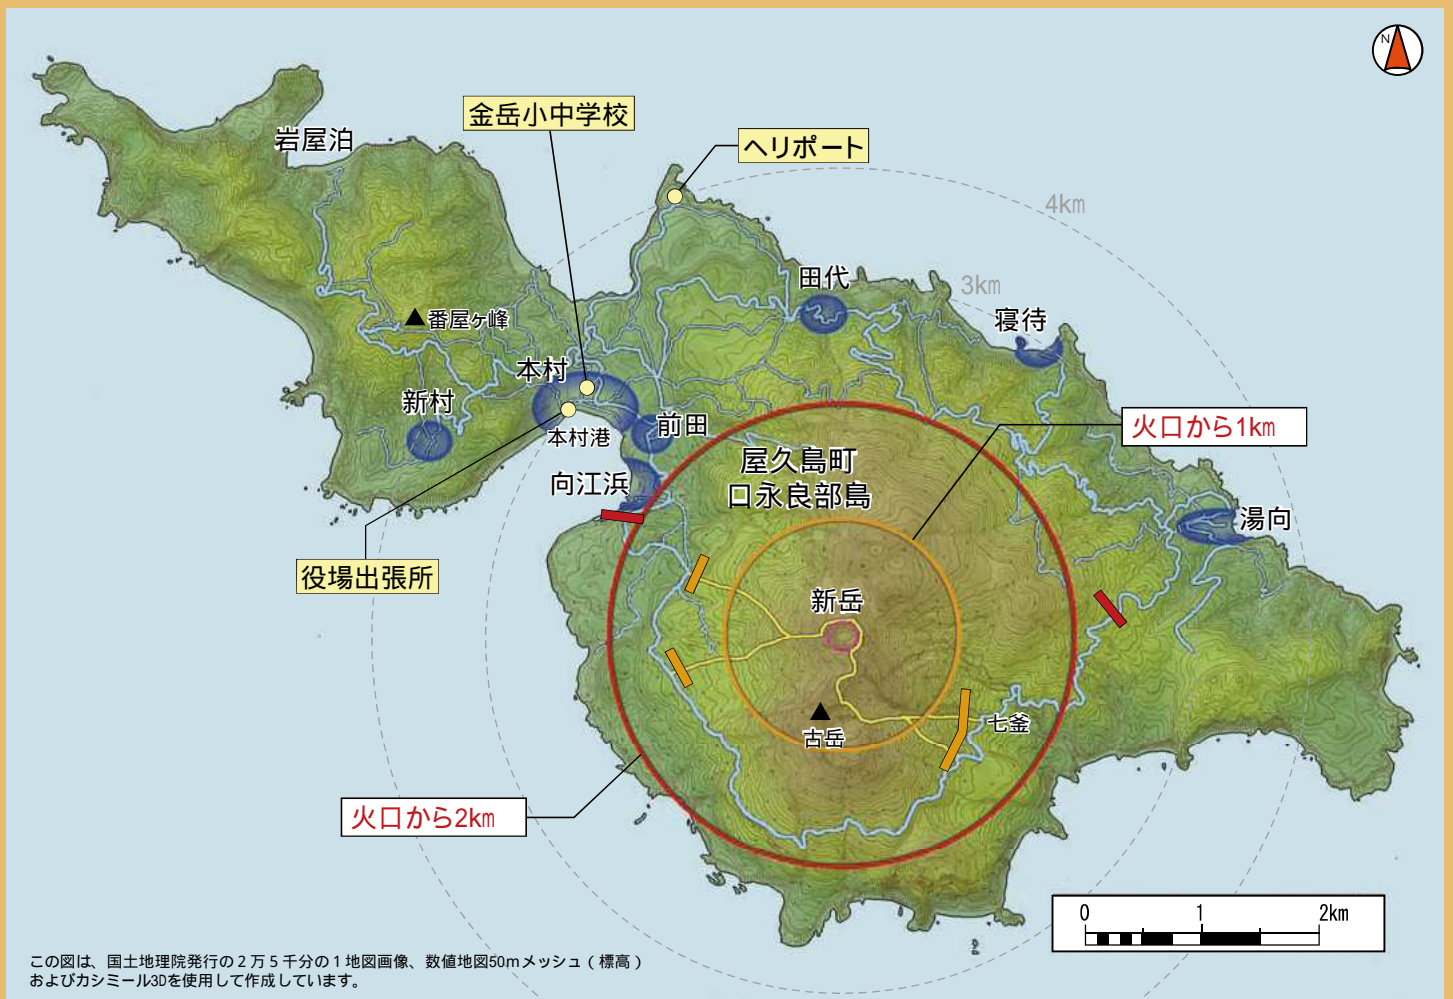 N
金岳小中学校
岩屋泊
ヘリポート
4km
田代
3km
寝待
番屋ヶ峰
本村
新村
前田
火口から1km
本村港
屋久島町
口永良部島
向江浜
湯向
役場出張所
新岳
七釜
古岳
火口から2km
0 1 2km
この図は、国土地理院発行の2万5千分の1地図画像、数値地図50mメッシュ(標高)
およびカシミール3Dを使用して作成しています。